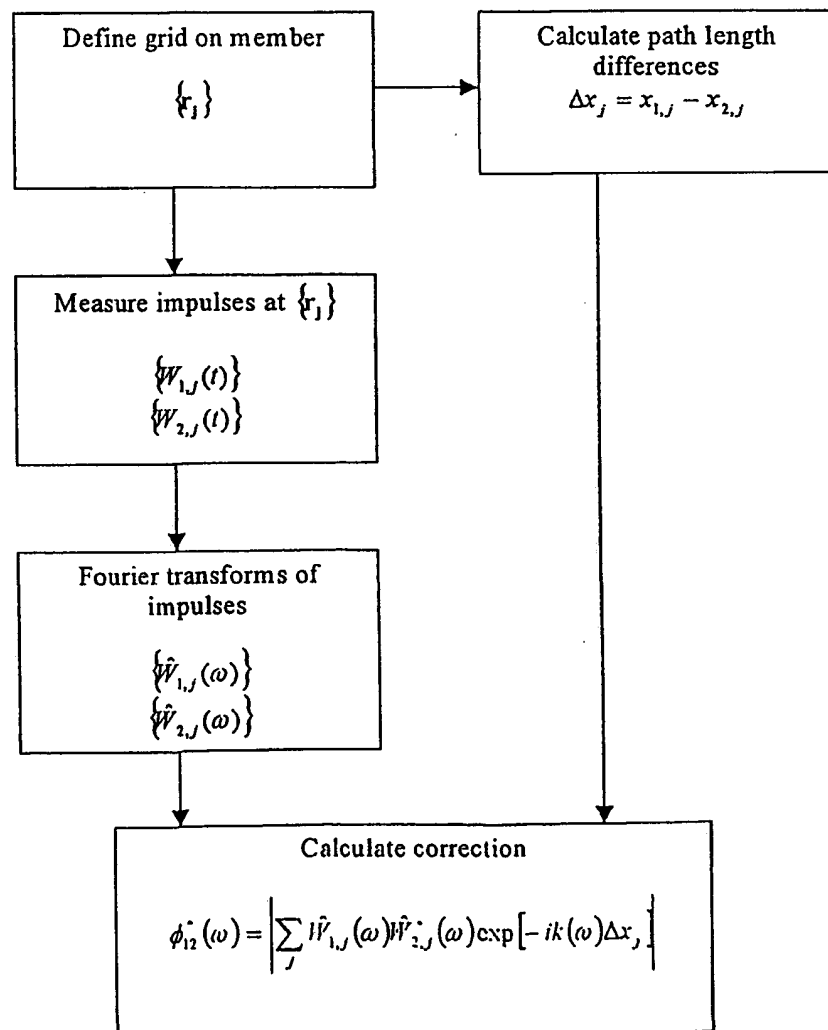 Define grid on member
{r_j}
Calculate path length
differences
Δx_j = x_{1,j} − x_{2,j}
Measure impulses at {r_j}
{W_{1,j}(t)}
{W_{2,j}(t)}
Fourier transforms of
impulses
{Ŵ_{1,j}(ω)}
{Ŵ_{2,j}(ω)}
Calculate correction
ϕ*_{12}(ω) = |∑_j Ŵ_{1,j}(ω)Ŵ*_{2,j}(ω)exp[−ik(ω)Δx_j]|